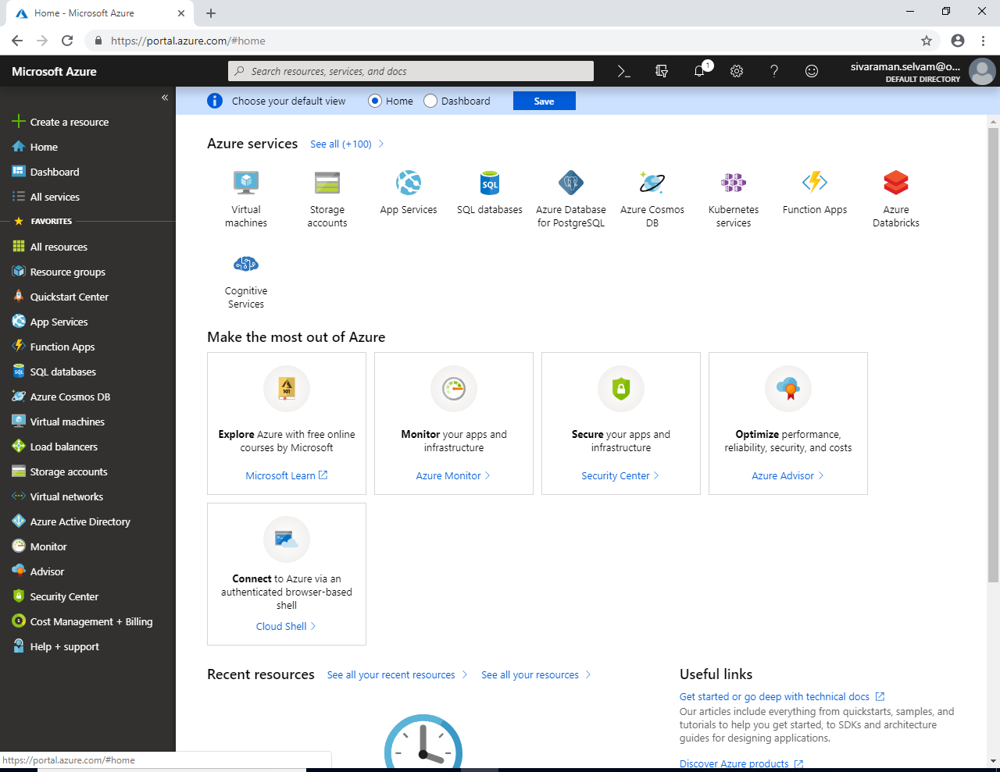 Home - Microsoft Azure
https://portal.azure.com/#home
Microsoft Azure
Search resources, services, and docs
1
sivaraman.selvam@o...
DEFAULT DIRECTORY
Choose your default view
Home
Dashboard
Save
Create a resource
Home
Dashboard
All services
FAVORITES
All resources
Resource groups
Quickstart Center
App Services
Function Apps
SQL databases
Azure Cosmos DB
Virtual machines
Load balancers
Storage accounts
Virtual networks
Azure Active Directory
Monitor
Advisor
Security Center
Cost Management + Billing
Help + support
https://portal.azure.com/#home
Azure services
See all (+100)
Virtual
machines
Storage
accounts
App Services
SQL
SQL databases
Azure Database
for PostgreSQL
Azure Cosmos
DB
Kubernetes
services
Function Apps
Azure
Databricks
Cognitive
Services
Make the most out of Azure
101
Explore Azure with free online
courses by Microsoft
Microsoft Learn
Monitor your apps and
infrastructure
Azure Monitor
Secure your apps and
infrastructure
Security Center
Optimize performance,
reliability, security, and costs
Azure Advisor
Connect to Azure via an
authenticated browser-based
shell
Cloud Shell
Recent resources
See all your recent resources
See all your resources
Useful links
Get started or go deep with technical docs
Our articles include everything from quickstarts, samples, and
tutorials to help you get started, to SDKs and architecture
guides for designing applications.
Discover Azure products